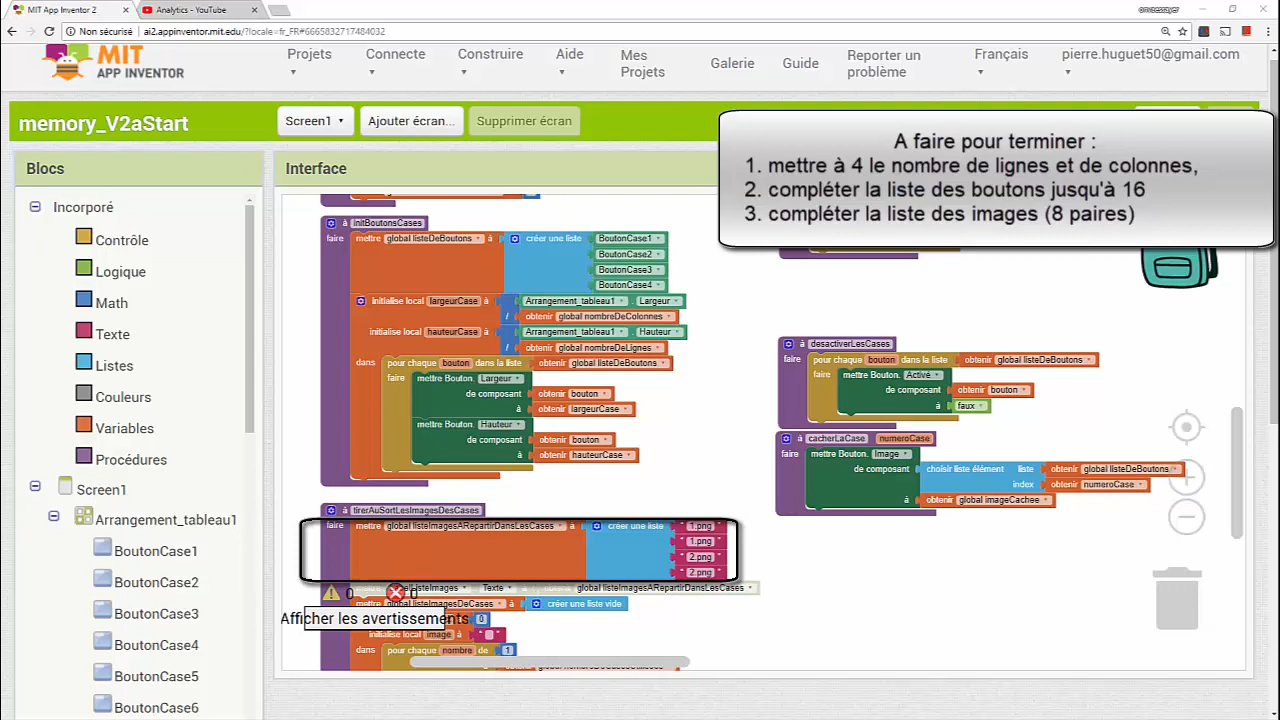 MIT App Inventor 2
Analytics - YouTube
Non sécurisé
ai2.appinventor.mit.edu/?locale=fr_FR#6665832717484032
MIT
APP INVENTOR
Projets
Connecte
Construire
Aide
Mes Projets
Galerie
Guide
Reporter un problème
Français
pierre.huguet50@gmail.com
memory_V2aStart
Screen1
Ajouter écran...
Supprimer écran
A faire pour terminer :
1. mettre à 4 le nombre de lignes et de colonnes,
2. compléter la liste des boutons jusqu'à 16
3. compléter la liste des images (8 paires)
Blocs
Interface
Incorporé
Contrôle
Logique
Math
Texte
Listes
Couleurs
Variables
Procédures
Screen1
Arrangement_tableau1
BoutonCase1
BoutonCase2
BoutonCase3
BoutonCase4
BoutonCase5
BoutonCase6
à initBoutonsCases
faire mettre global listeDeBoutons à créer une liste BoutonCase1
BoutonCase2
BoutonCase3
BoutonCase4
initialise local largeurCase à Arrangement_tableau1 . Largeur
/ obtenir global nombreDeColonnes
initialise local hauteurCase à Arrangement_tableau1 . Hauteur
/ obtenir global nombreDeLignes
dans pour chaque bouton dans la liste obtenir global listeDeBoutons
faire mettre Bouton. Largeur
de composant obtenir bouton
à obtenir largeurCase
mettre Bouton. Hauteur
de composant obtenir bouton
à obtenir hauteurCase
à tirerAuSortLesImagesDesCases
faire mettre global listeImagesARepartirDansLesCases à créer une liste " 1.png "
" 1.png "
" 2.png "
" 2.png "
Texte à obtenir global listeImagesARepartirDansLesCases
0 0
mettre global listeImagesDeCases à créer une liste vide
Afficher les avertissements
0
initialise local image à " "
dans pour chaque nombre de 1
à desactiverLesCases
faire pour chaque bouton dans la liste obtenir global listeDeBoutons
faire mettre Bouton. Activé
de composant obtenir bouton
à faux
à cacherLaCase numeroCase
faire mettre Bouton. Image
de composant choisir liste élément liste obtenir global listeDeBoutons
index obtenir numeroCase
à obtenir global imageCachee